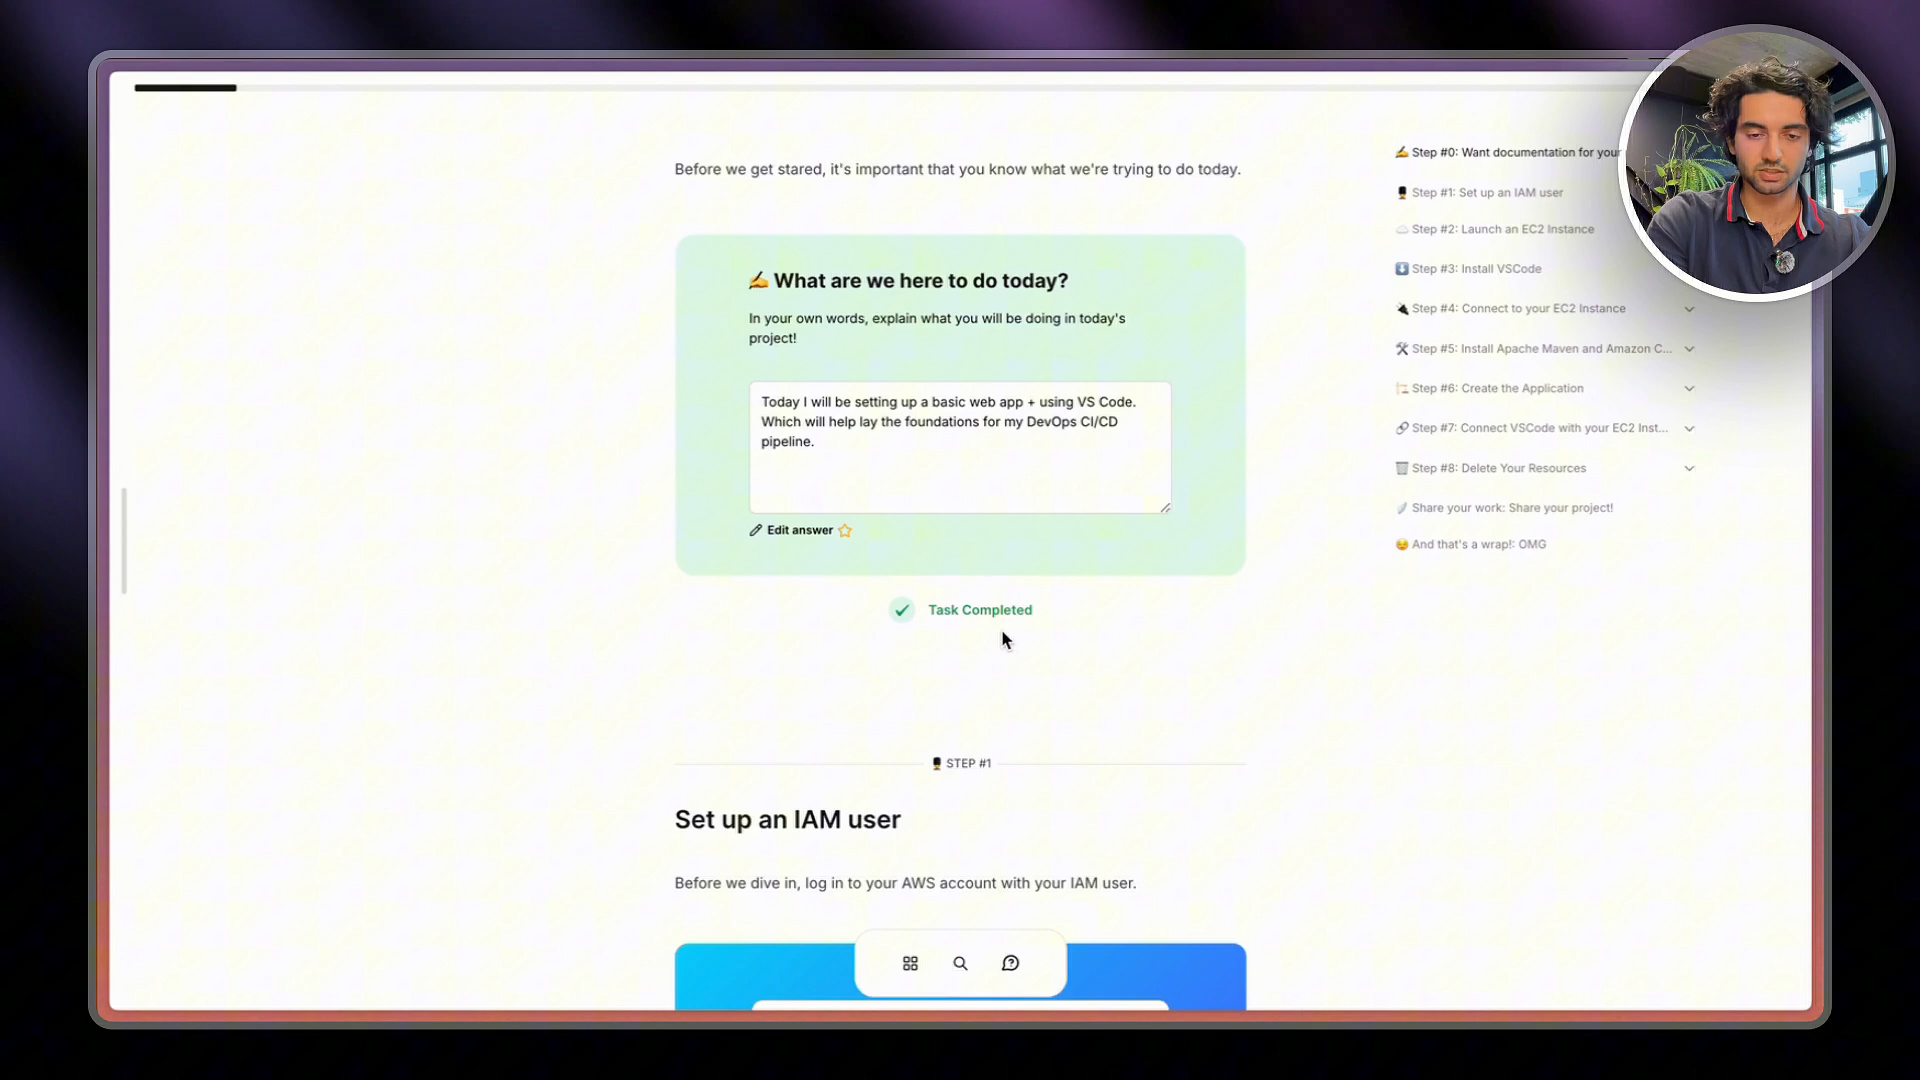 Before we get stared, it's important that you know what we're trying to do today.
✍️ What are we here to do today?
In your own words, explain what you will be doing in today's
project!
Today I will be setting up a basic web app + using VS Code.
Which will help lay the foundations for my DevOps CI/CD
pipeline.
Edit answer
Task Completed
STEP #1
Set up an IAM user
Before we dive in, log in to your AWS account with your IAM user.
Step #0: Want documentation for your
Step #1: Set up an IAM user
Step #2: Launch an EC2 Instance
Step #3: Install VSCode
Step #4: Connect to your EC2 Instance
Step #5: Install Apache Maven and Amazon C...
Step #6: Create the Application
Step #7: Connect VSCode with your EC2 Inst...
Step #8: Delete Your Resources
Share your work: Share your project!
And that's a wrap!: OMG